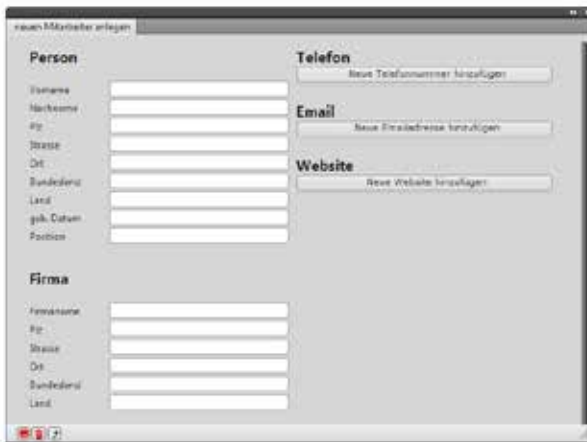 neuen Mitarbeiter anlegen
Person
Vorname
Nachname
Plz
Strasse
Ort
Bundesland
Land
geb. Datum
Position
Firma
Firmaname
Plz
Strasse
Ort
Bundesland
Land
Telefon
Neue Telefonnummer hinzufügen
Email
Neue Emailadresse hinzufügen
Website
Neue Website hinzufügen